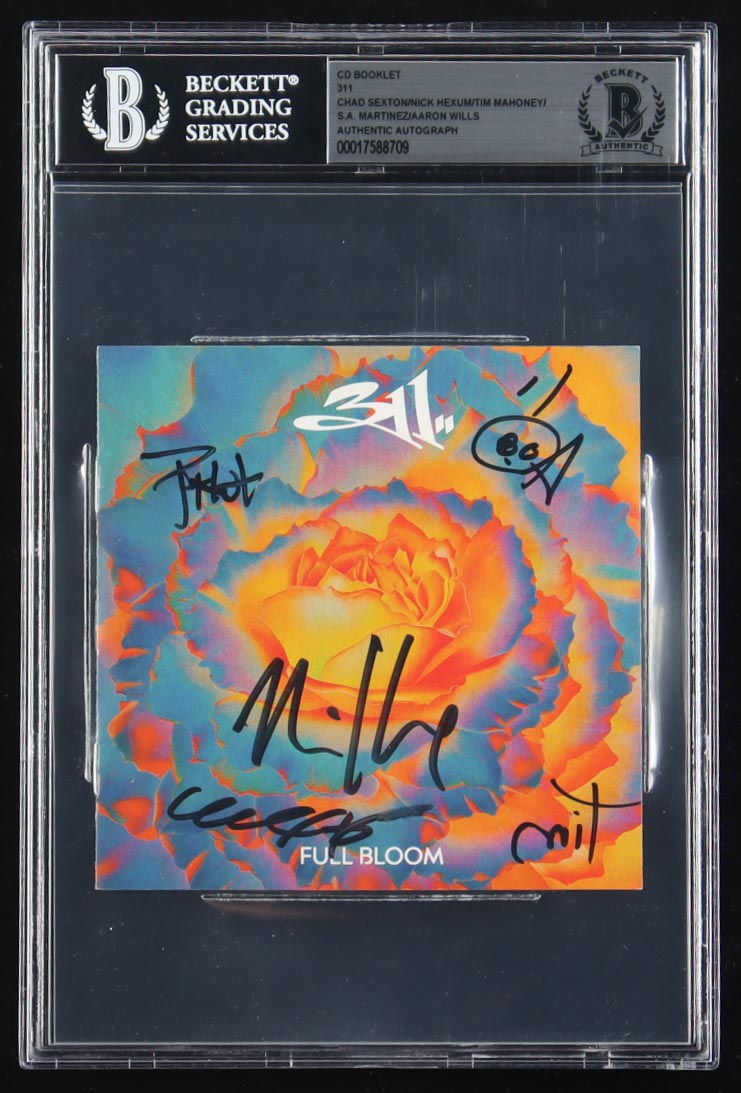 BECKETT®
GRADING
SERVICES
CD BOOKLET
311
CHAD SEXTON/NICK HEXUM/TIM MAHONEY/
S.A. MARTINEZ/AARON WILLS
AUTHENTIC AUTOGRAPH
00017588709
BECKETT
B
AUTHENTIC
B
311
FULL BLOOM